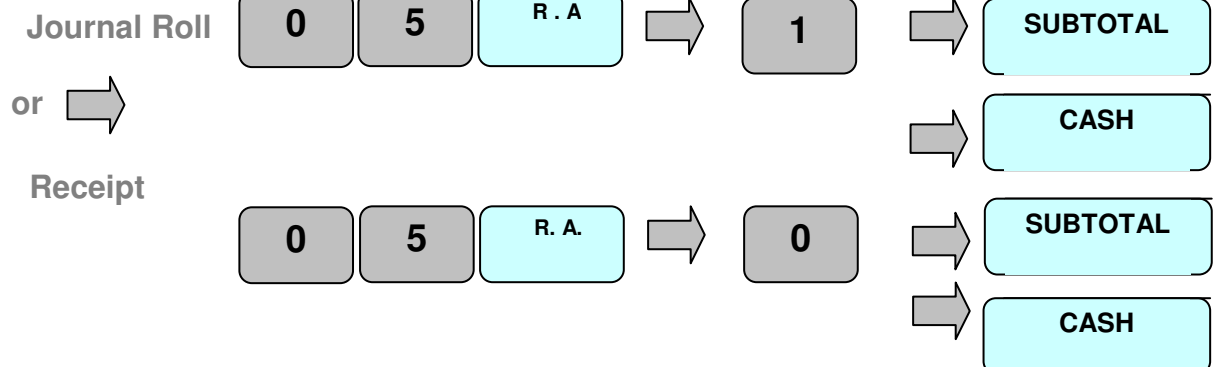 Journal Roll 0 5 R . A 1 SUBTOTAL
or CASH
Receipt
0 5 R. A. 0 SUBTOTAL
CASH